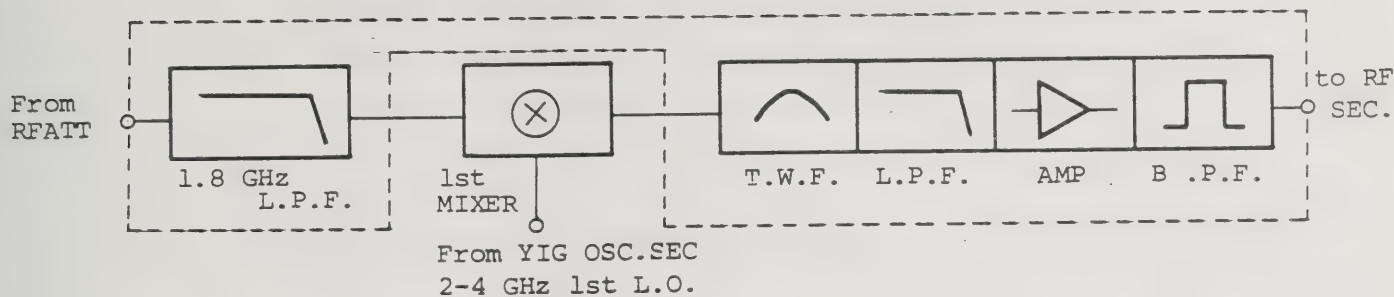 From
RFATT
1.8 GHz
L.P.F.
1st
MIXER
From YIG OSC.SEC
2-4 GHz 1st L.O.
T.W.F. L.P.F. AMP B .P.F.
to RF
SEC.